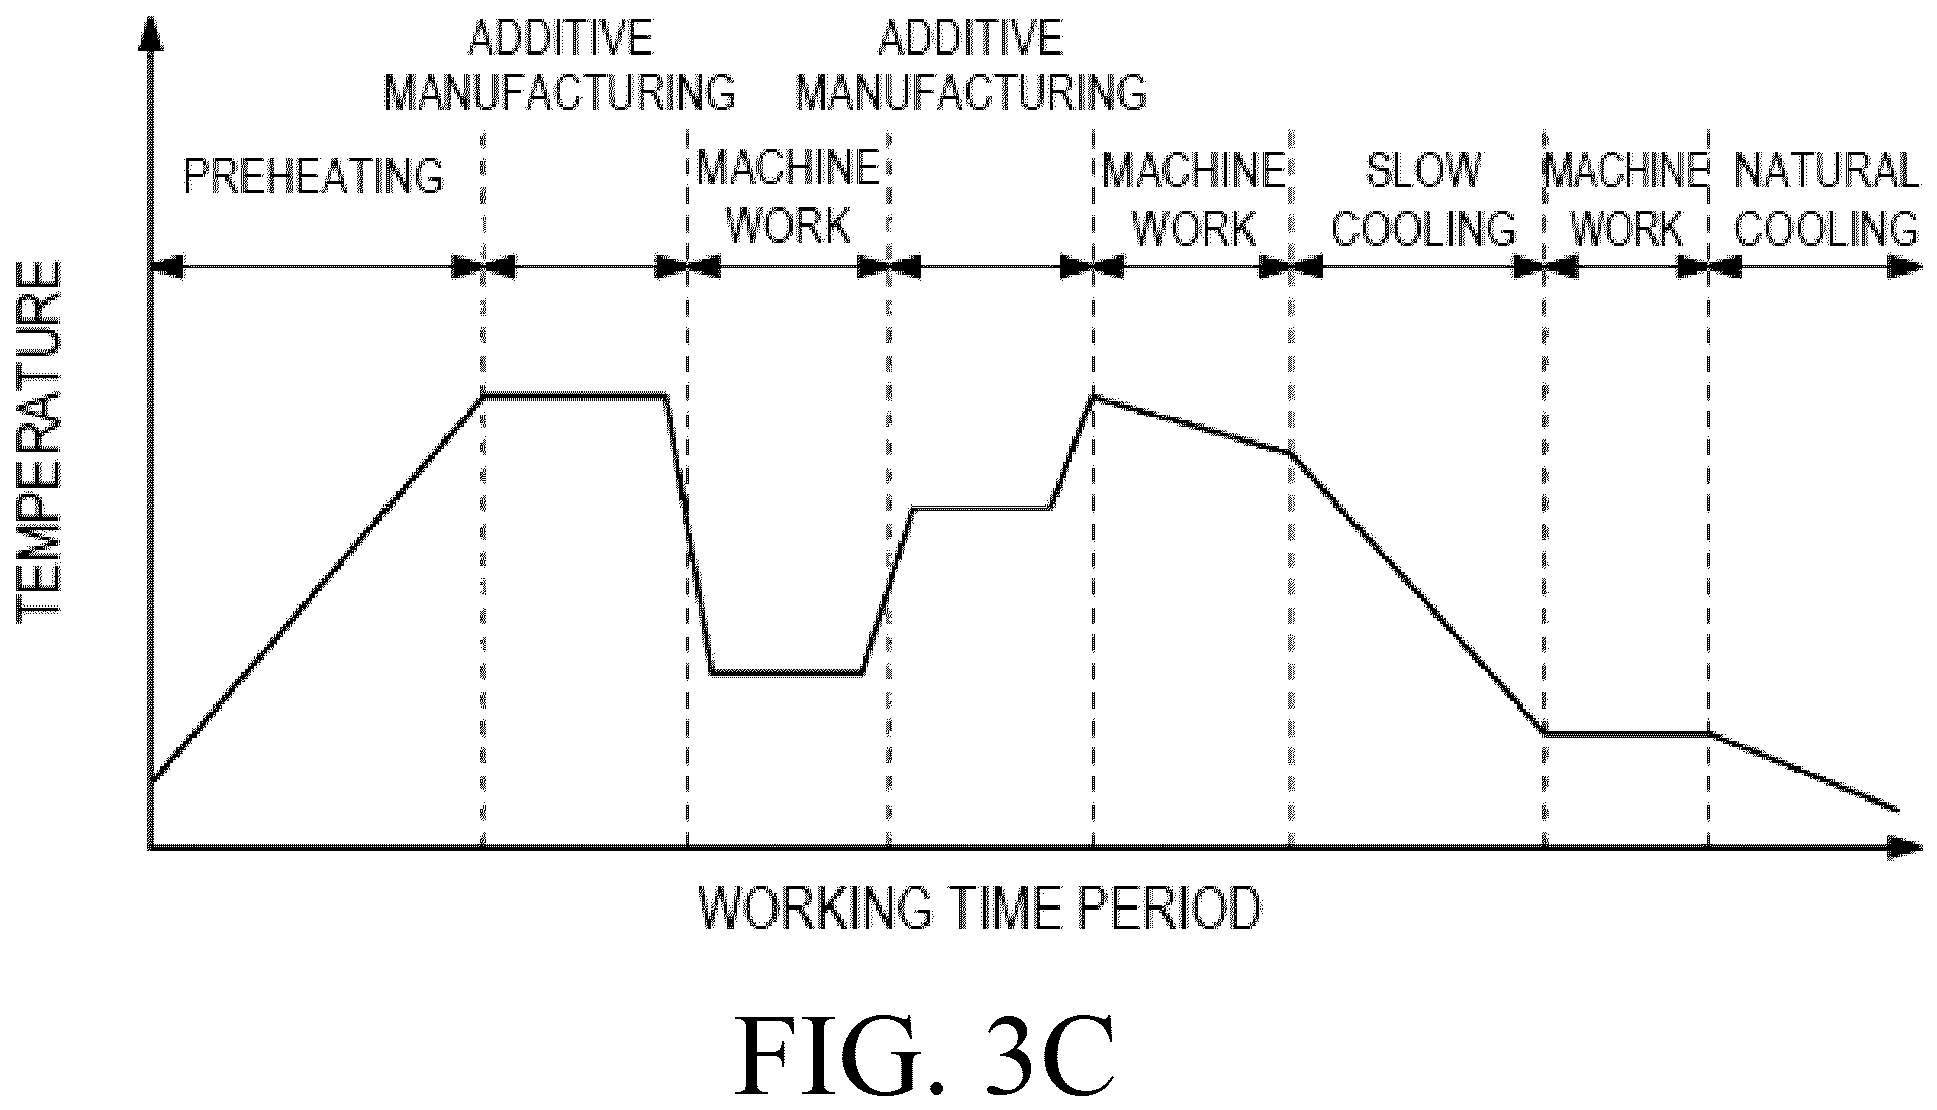 ADDITIVE
MANUFACTURING
ADDITIVE
MANUFACTURING
PREHEATING
MACHINE
WORK
MACHINE
WORK
SLOW
COOLING
MACHINE
WORK
NATURAL
COOLING
TEMPERATURE
WORKING TIME PERIOD
FIG. 3C